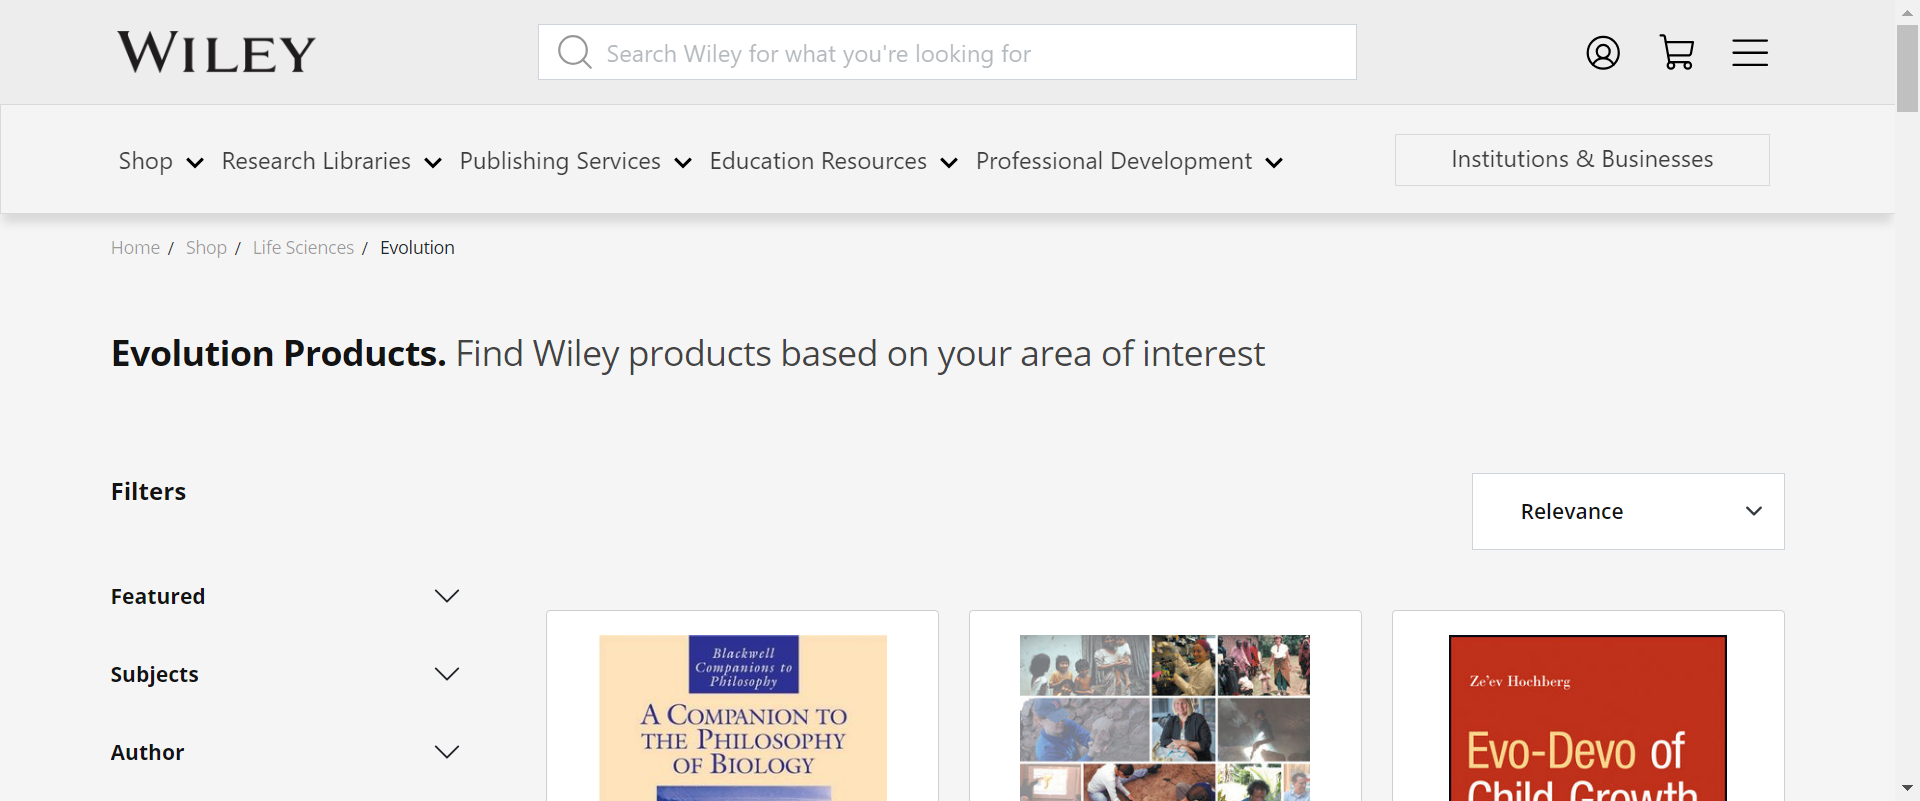 WILEY
Search Wiley for what you're looking for
Shop Research Libraries Publishing Services Education Resources Professional Development Institutions & Businesses
Home / Shop / Life Sciences / Evolution
Evolution Products. Find Wiley products based on your area of interest
Filters
Relevance
Featured
Subjects
Author
Blackwell
Companions to
Philosophy
A COMPANION TO
THE PHILOSOPHY
OF BIOLOGY
Ze'ev Hochberg
Evo-Devo of
Child Growth